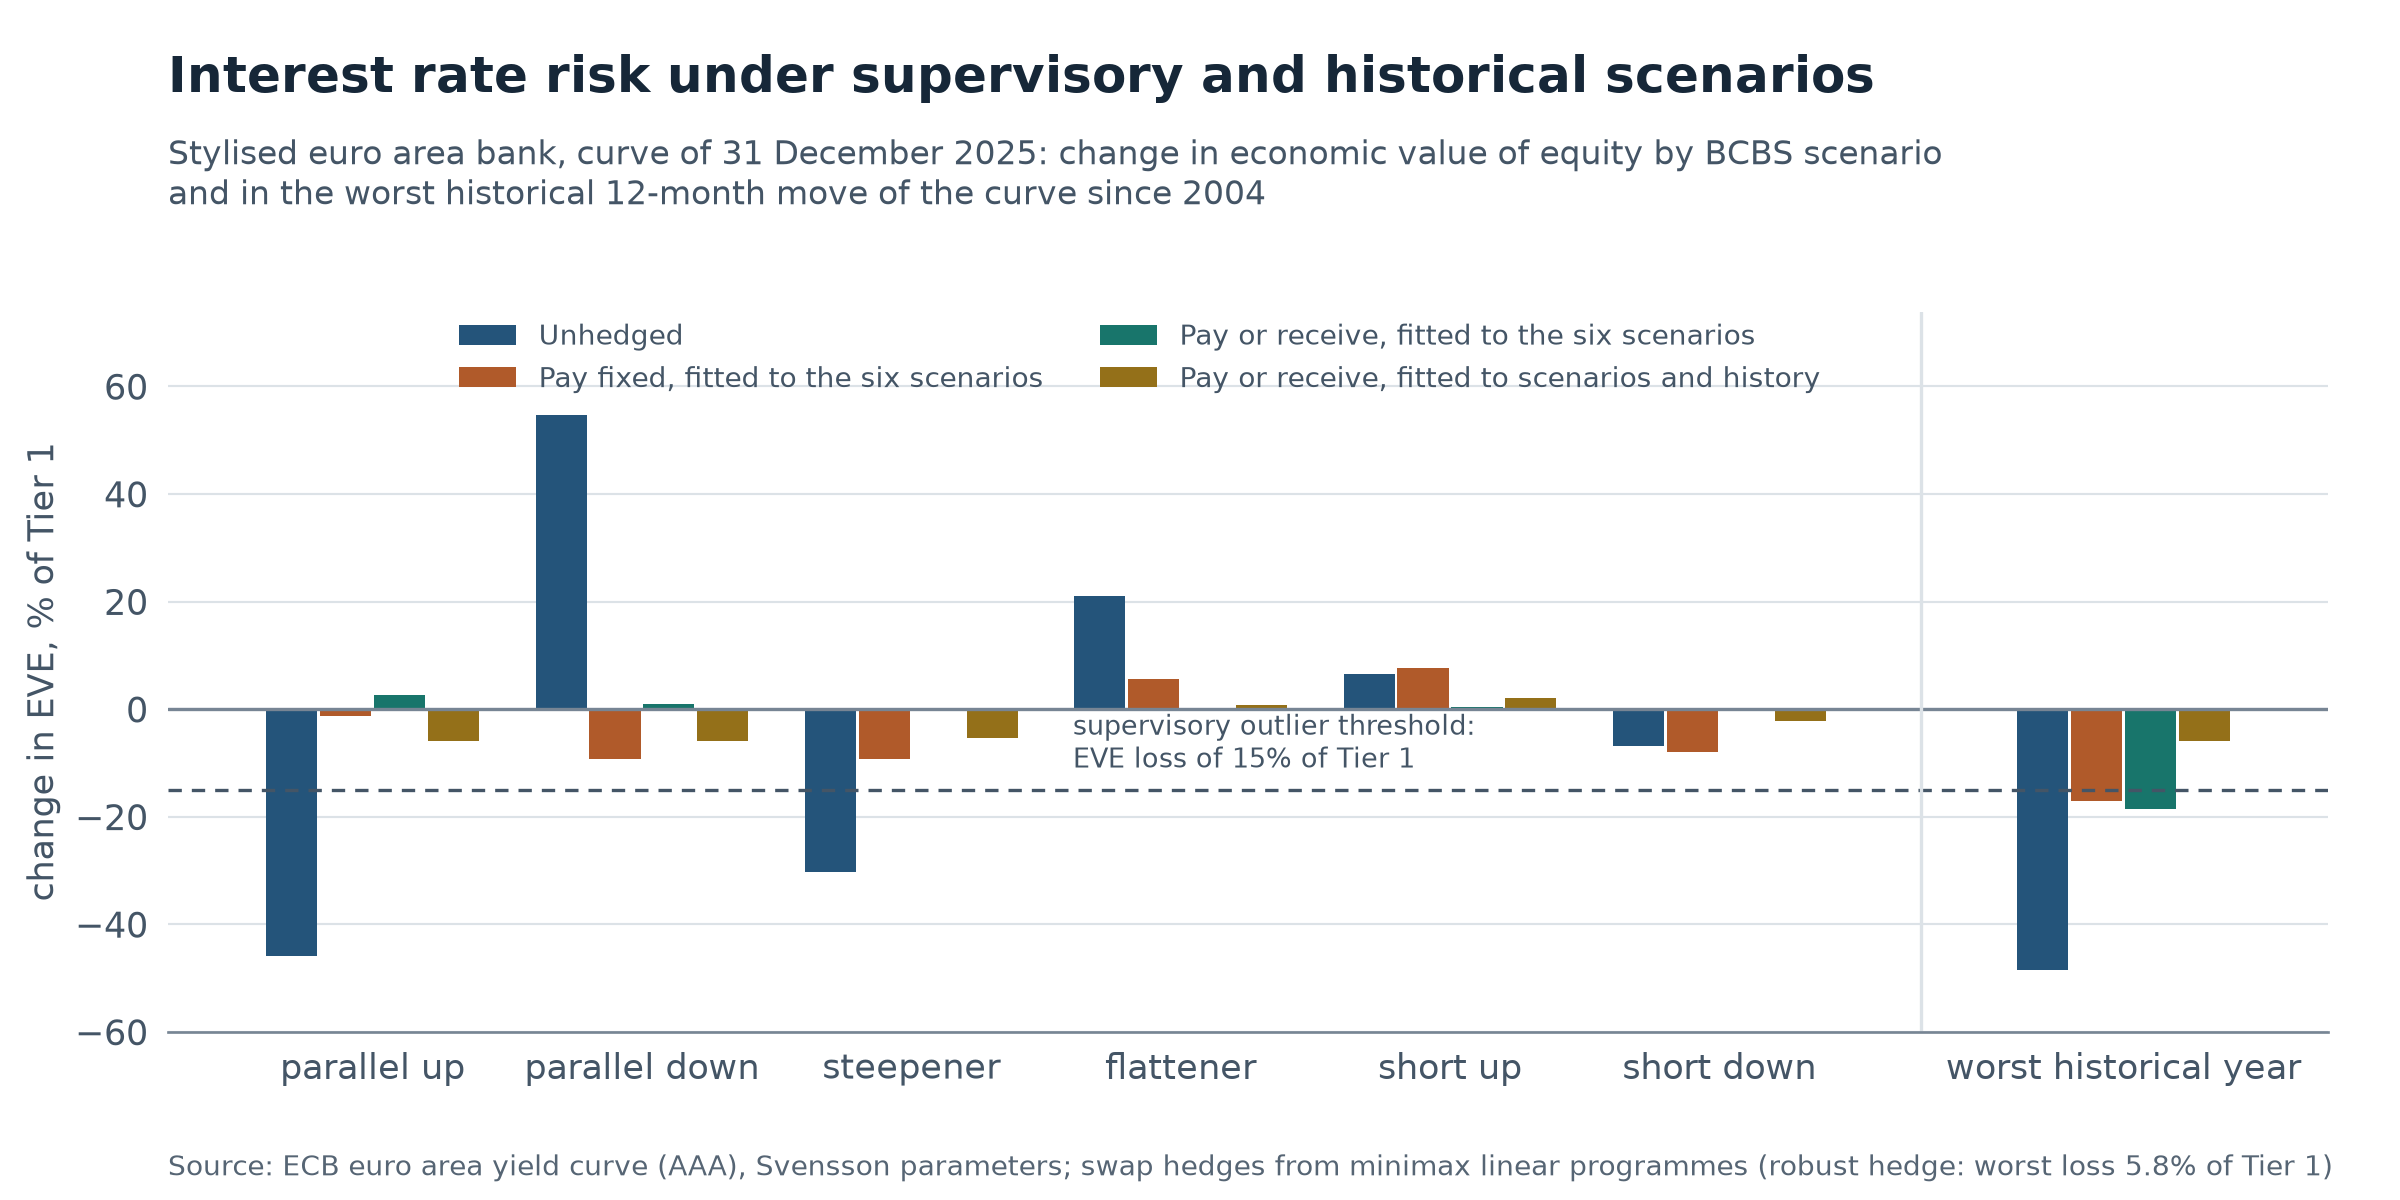 Interest rate risk under supervisory and historical scenarios
Stylised euro area bank, curve of 31 December 2025: change in economic value of equity by BCBS scenario
and in the worst historical 12-month move of the curve since 2004
Unhedged
Pay fixed, fitted to the six scenarios
Pay or receive, fitted to the six scenarios
Pay or receive, fitted to scenarios and history
change in EVE, % of Tier 1
60
40
20
0
−20
−40
−60
supervisory outlier threshold:
EVE loss of 15% of Tier 1
parallel up
parallel down
steepener
flattener
short up
short down
worst historical year
Source: ECB euro area yield curve (AAA), Svensson parameters; swap hedges from minimax linear programmes (robust hedge: worst loss 5.8% of Tier 1)